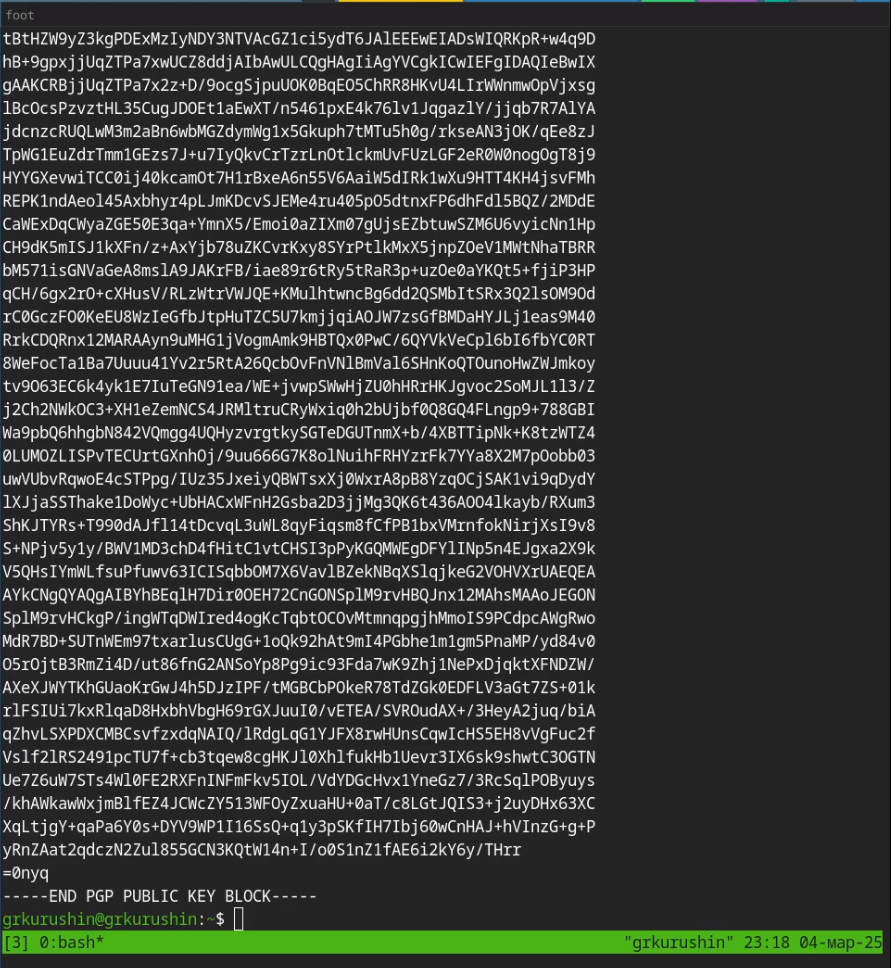 foot
tBtHZW9yZ3kgPDExMzIyNDY3NTVAcGZ1ci5ydT6JAlEEEwEIADsWIQRKpR+w4q9D
hB+9gpxjjUqZTPa7xwUCZ8ddjAIbAwULCQgHAgIiAgYVCgkICwIEFgIDAQIeBwIX
gAAKCRBjjUqZTPa7x2z+D/9ocgSjpuUOK0BqEO5ChRR8HKvU4LIrWWnmwOpVjxsg
lBcOcsPzvztHL35CugJDOEt1aEwXT/n5461pxE4k76lv1JqgazlY/jjqb7R7AlYA
jdcnzcRUQLwM3m2aBn6wbMGZdymWg1x5Gkuph7tMTu5h0g/rkseAN3jOK/qEe8zJ
TpWG1EuZdrTmm1GEzs7J+u7IyQkvCrTzrLnOtlckmUvFUzLGF2eR0W0nogOgT8j9
HYYGXevwiTCC0ij40kcamOt7H1rBxeA6n55V6AaiW5dIRk1wXu9HTT4KH4jsvFMh
REPK1ndAeol45Axbhyr4pLJmKDcvSJEMe4ru405pO5dtnxFP6dhFdl5BQZ/2MDdE
CaWExDqCWyaZGE50E3qa+YmnX5/Emoi0aZIXm07gUjsEZbtuwSZM6U6vyicNn1Hp
CH9dK5mISJ1kXFn/z+AxYjb78uZKCvrKxy8SYrPtlkMxX5jnpZOeV1MWtNhaTBRR
bM571isGNVaGeA8mslA9JAKrFB/iae89r6tRy5tRaR3p+uzOe0aYKQt5+fjiP3HP
qCH/6gx2rO+cXHusV/RLzWtrVWJQE+KMulhtwncBg6dd2QSMbItSRx3Q2lsOM9Od
rC0GczFO0KeEU8WzIeGfbJtpHuTZC5U7kmjjqiAOJW7zsGfBMDaHYJLj1eas9M40
RrkCDQRnx12MARAAyn9uMHG1jVogmAmk9HBTQx0PwC/6QYVkVeCpl6bI6fbYC0RT
8WeFocTa1Ba7Uuuu41Yv2r5RtA26QcbOvFnVNlBmVal6SHnKoQTOunoHwZWJmkoy
tv9O63EC6k4yk1E7IuTeGN91ea/WE+jvwpSWwHjZU0hHRrHKJgvoc2SoMJL1l3/Z
j2Ch2NWkOC3+XH1eZemNCS4JRMltruCRyWxiq0h2bUjbf0Q8GQ4FLngp9+788GBI
Wa9pbQ6hhgbN842VQmgg4UQHyzvrgtkySGTeDGUTnmX+b/4XBTTipNk+K8tzWTZ4
0LUMOZLISPvTECUrtGXnhOj/9uu666G7K8olNuihFRHYzrFk7YYa8X2M7pOobb03
uwVUbvRqwoE4cSTPpg/IUz35JxeiyQBWTsxXj0WxrA8pB8YzqOCjSAK1vi9qDydY
lXJjaSSThake1DoWyc+UbHACxWFnH2Gsba2D3jjMg3QK6t436AOO4lkayb/RXum3
ShKJTYRs+T990dAJfl14tDcvqL3uWL8qyFiqsm8fCfPB1bxVMrnfokNirjXsI9v8
S+NPjv5y1y/BWV1MD3chD4fHitC1vtCHSI3pPyKGQMWEgDFYlINp5n4EJgxa2X9k
V5QHsIYmWLfsuPfuwv63ICISqbbOM7X6VavlBZekNBqXSlqjkeG2VOHVXrUAEQEA
AYkCNgQYAQgAIBYhBEqlH7Dir0OEH72CnGONSplM9rvHBQJnx12MAhsMAAoJEGON
SplM9rvHCkgP/ingWTqDWIred4ogKcTqbtOCOvMtmnqpgjhMmoIS9PCdpcAWgRwo
MdR7BD+SUTnWEm97txarlusCUgG+1oQk92hAt9mI4PGbhe1m1gm5PnaMP/yd84v0
O5rOjtB3RmZi4D/ut86fnG2ANSoYp8Pg9ic93Fda7wK9Zhj1NePxDjqktXFNDZW/
AXeXJWYTKhGUaoKrGwJ4h5DJzIPF/tMGBCbPOkeR78TdZGk0EDFLV3aGt7ZS+01k
rlFSIUi7kxRlqaD8HxbhVbgH69rGXJuuI0/vETEA/SVROudAX+/3HeyA2juq/biA
qZhvLSXPDXCMBCsvfzxdqNAIQ/lRdgLqG1YJFX8rwHUnsCqwIcHS5EH8vVgFuc2f
Vslf2lRS2491pcTU7f+cb3tqew8cgHKJl0XhlfukHb1Uevr3IX6sk9shwtC3OGTN
Ue7Z6uW7STs4Wl0FE2RXFnINFmFkv5IOL/VdYDGcHvx1YneGz7/3RcSqlPOByuys
/khAWkawWxjmBlfEZ4JCWcZY513WFOyZxuaHU+0aT/c8LGtJQIS3+j2uyDHx63XC
XqLtjgY+qaPa6Y0s+DYV9WP1I16SsQ+q1y3pSKfIH7Ibj60wCnHAJ+hVInzG+g+P
yRnZAat2qdczN2Zul855GCN3KQtW14n+I/o0S1nZ1fAE6i2kY6y/THrr
=0nyq
-----END PGP PUBLIC KEY BLOCK-----
grkurushin@grkurushin:~$
[3] 0:bash* "grkurushin" 23:18 04-мар-25